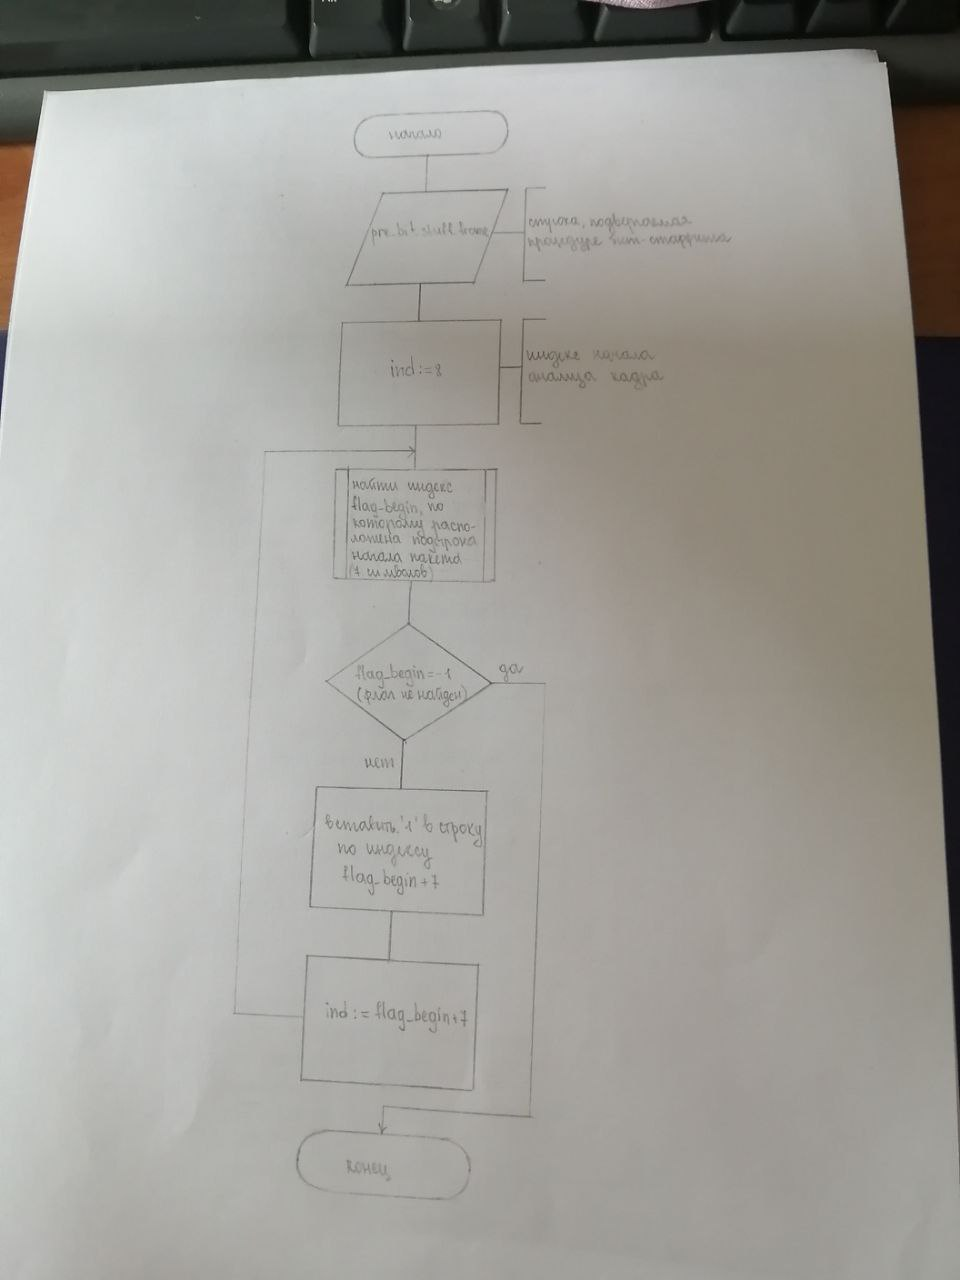 начало
pre_bit_stuff_frame
строка, подвергаемая
процедуре бит-стаффинга
ind:=8
индекс начала
анализа кадра
найти индекс
flag_begin, по
которому распо-
ложена подстрока
начала пакета
(7 символов)
flag_begin=-1
(флаг не найден)
да
нет
вставить '1' в строку
по индексу
flag_begin+7
ind:= flag_begin+7
конец